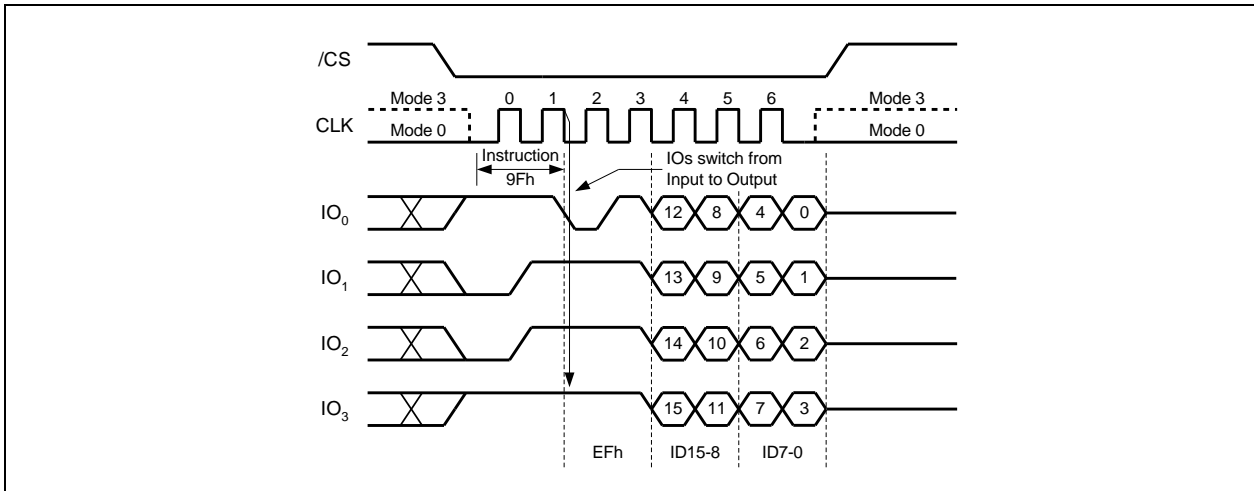 /CS
0 1 2 3 4 5 6
Mode 3 Mode 3
CLK
Mode 0 Mode 0
Instruction
9Fh
IOs switch from
Input to Output
IO0 12 8 4 0
IO1 13 9 5 1
IO2 14 10 6 2
IO3 15 11 7 3
EFh ID15-8 ID7-0